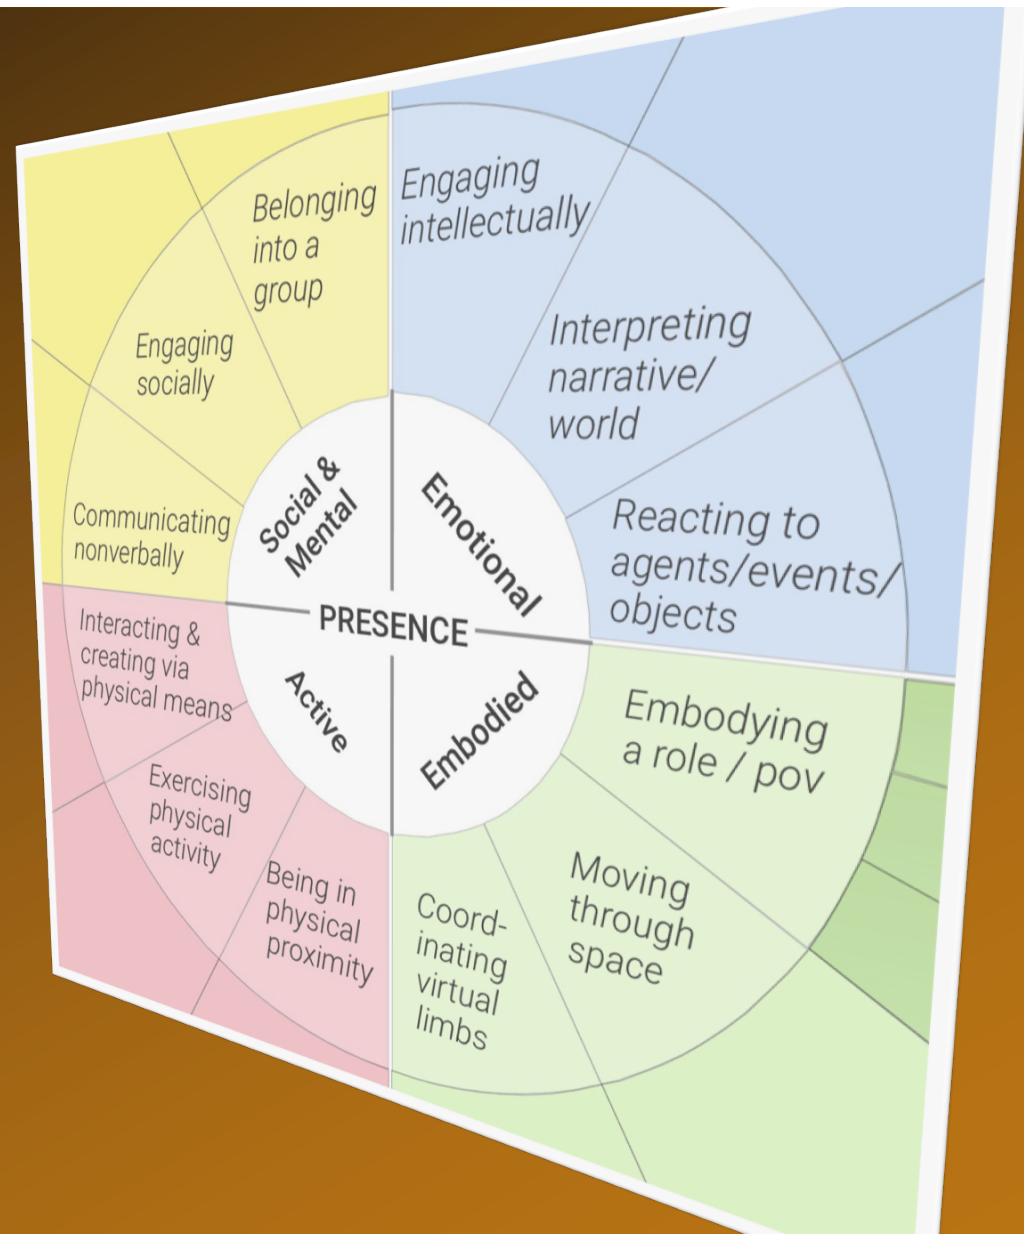 Belonging
into a
group
Engaging
intellectually
Engaging
socially
Interpreting
narrative/
world
Communicating
nonverbally
Reacting to
agents/events/
objects
Social &
Mental
Emotional
PRESENCE
Active
Embodied
Interacting &
creating via
physical means
Exercising
physical
activity
Being in
physical
proximity
Coord-
inating
virtual
limbs
Moving
through
space
Embodying
a role / pov